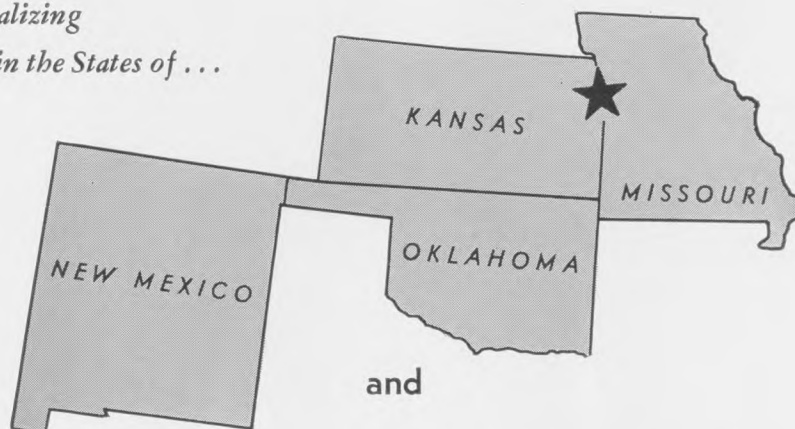 alizing
in the States of ...
KANSAS
MISSOURI
OKLAHOMA
NEW MEXICO
and